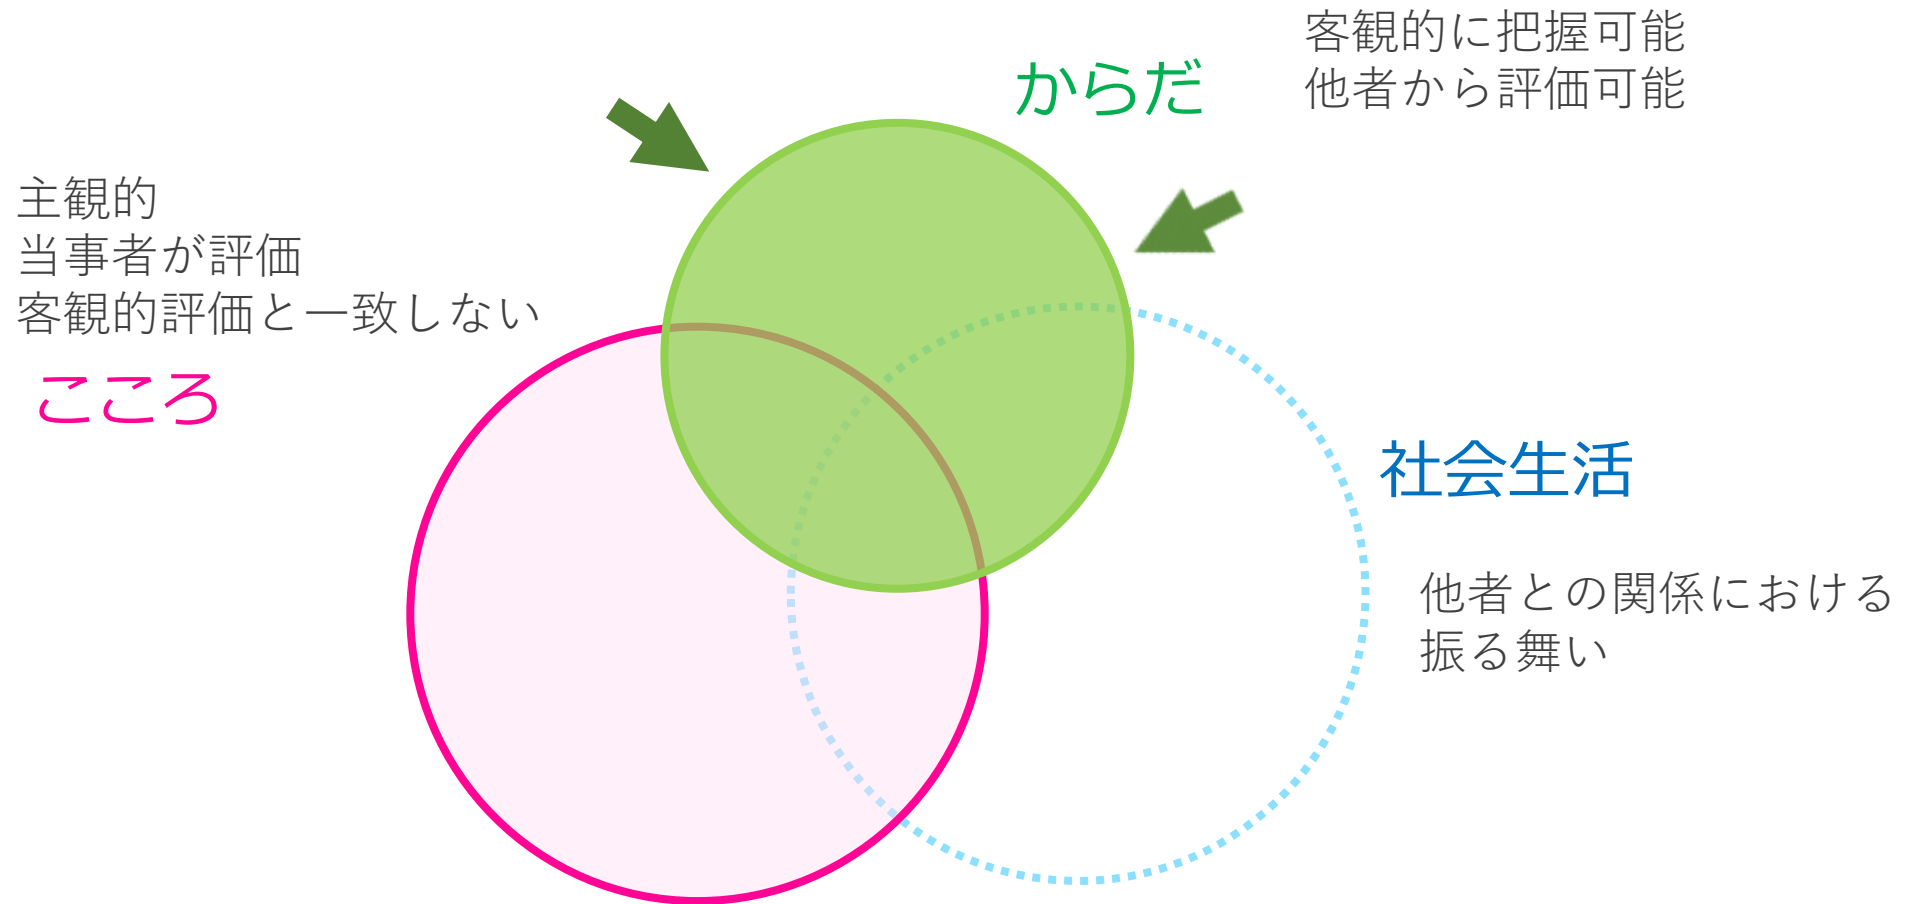 客観的に把握可能
他者から評価可能
からだ
主観的
当事者が評価
客観的評価と一致しない
こころ
社会生活
他者との関係における
振る舞い